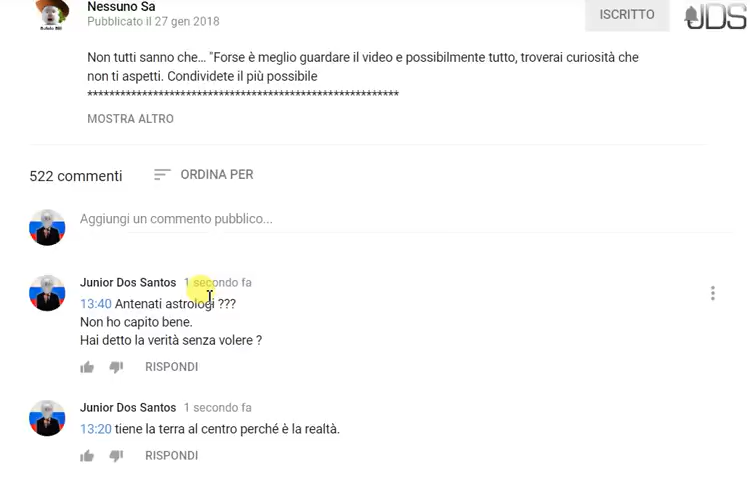 Nessuno Sa
Pubblicato il 27 gen 2018
ISCRITTO
JDS
Non tutti sanno che... "Forse è meglio guardare il video e possibilmente tutto, troverai curiosità che
non ti aspetti. Condividete il più possibile
*********************************************************
MOSTRA ALTRO
522 commenti
ORDINA PER
Aggiungi un commento pubblico...
Junior Dos Santos 1 secondo fa
13:40 Antenati astrologi ???
Non ho capito bene.
Hai detto la verità senza volere ?
RISPONDI
Junior Dos Santos 1 secondo fa
13:20 tiene la terra al centro perché è la realtà.
RISPONDI